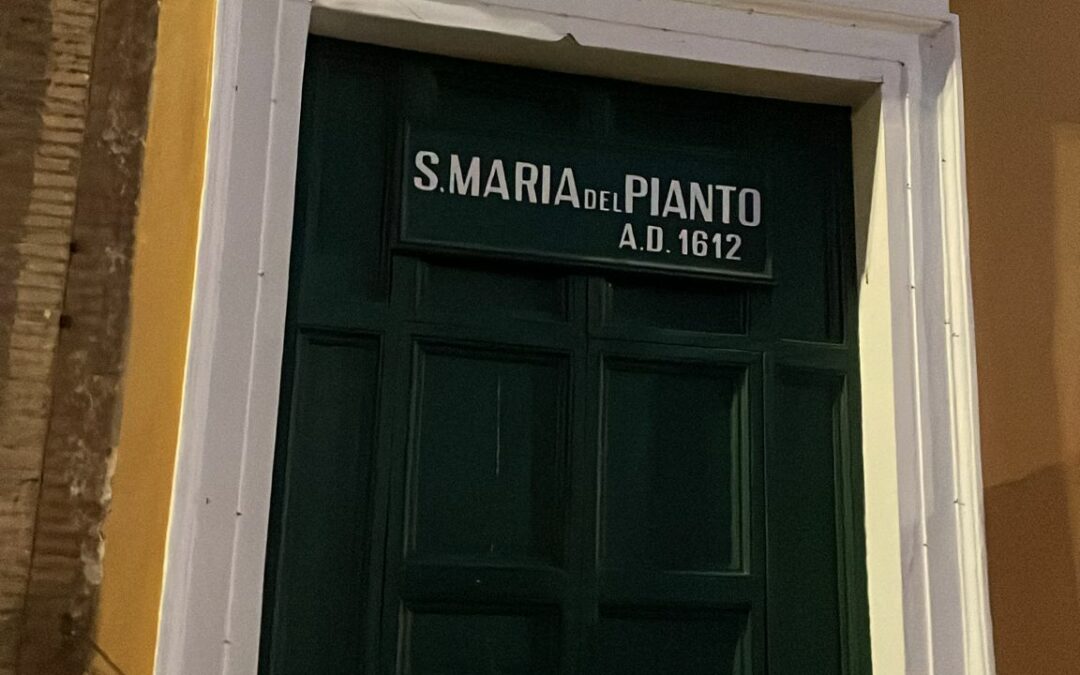 S. MARIA DEL PIANTO
A.D. 1612